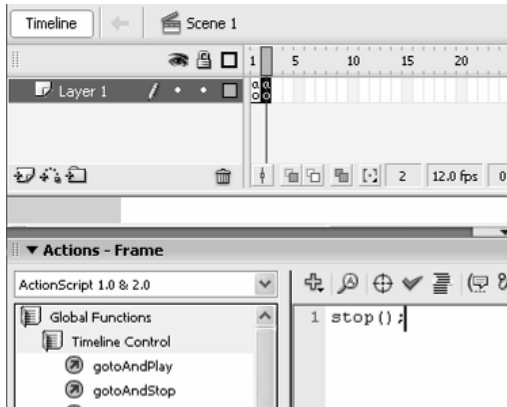 Timeline Scene 1
1 5 10 15 20
Layer 1
2 12.0 fps 0
Actions - Frame
ActionScript 1.0 & 2.0
Global Functions
Timeline Control
gotoAndPlay
gotoAndStop
1 stop();